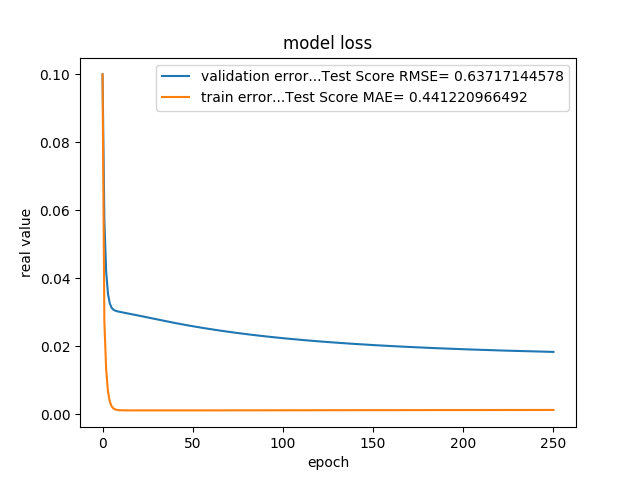 model loss
validation error...Test Score RMSE= 0.63717144578
train error...Test Score MAE= 0.441220966492
real value
0.10
0.08
0.06
0.04
0.02
0.00
0 50 100 150 200 250
epoch